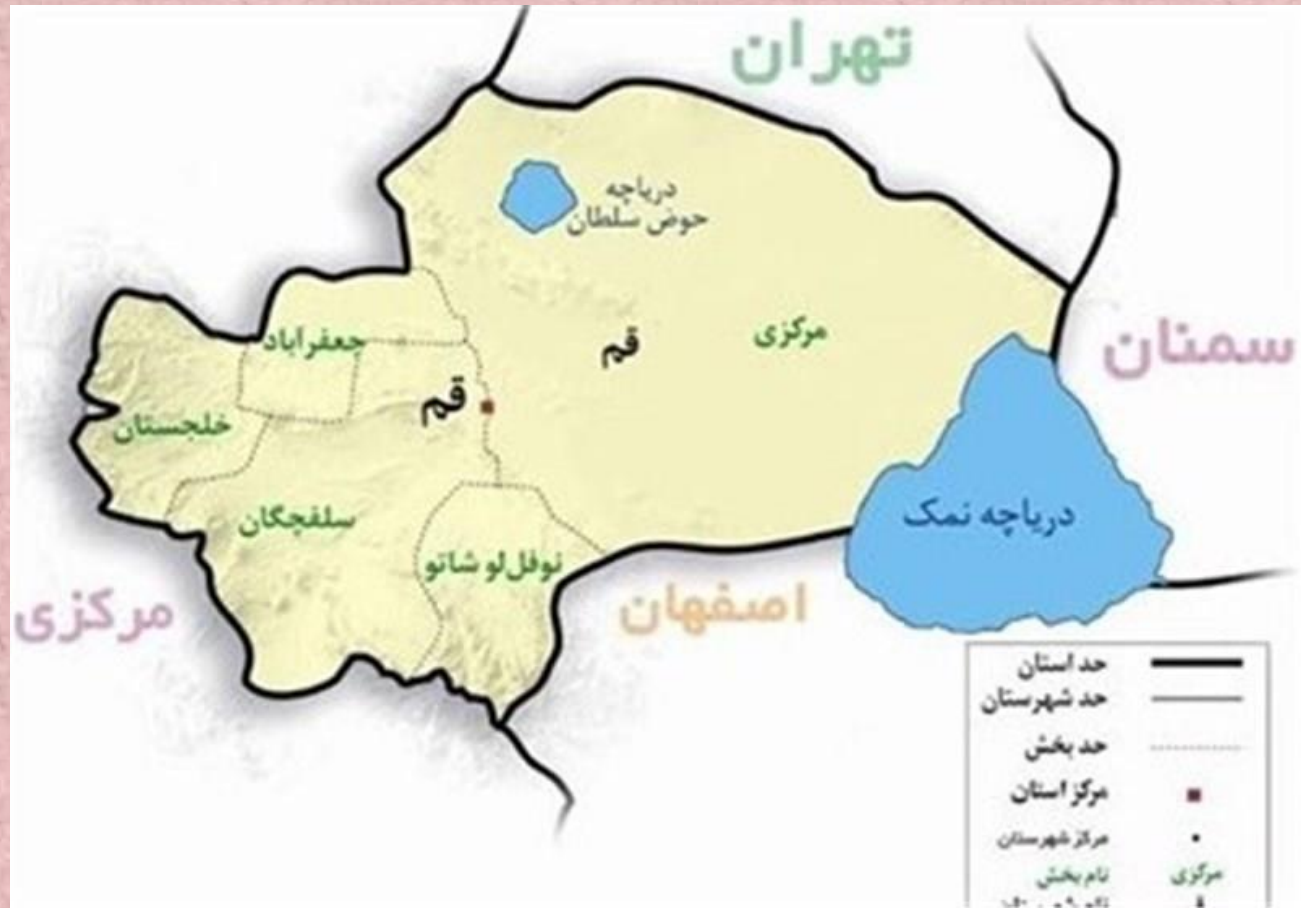 تهران
دریاچه
حوض سلطان
سمنان
جعفرآباد
قم
مرکزی
قم
خلجستان
سلفچگان
نوفل‌لو شاتو
دریاچه نمک
مرکزی
اصفهان
حد استان
حد شهرستان
حد بخش
مرکز استان
مرکز شهرستان
نام بخش مرکزی